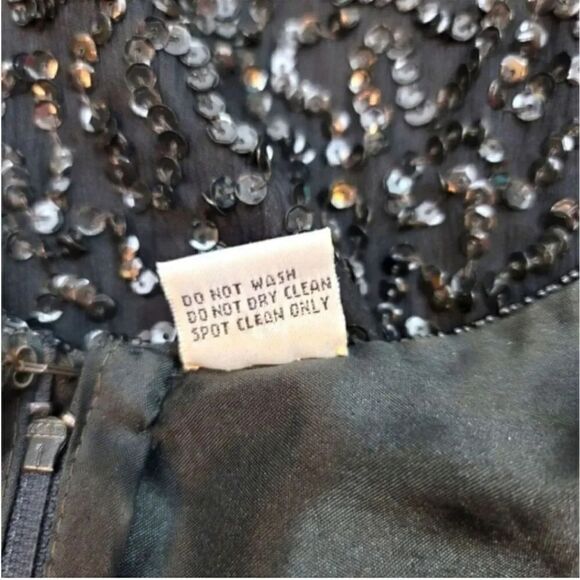 DO NOT WASH
DO NOT DRY CLEAN
SPOT CLEAN ONLY